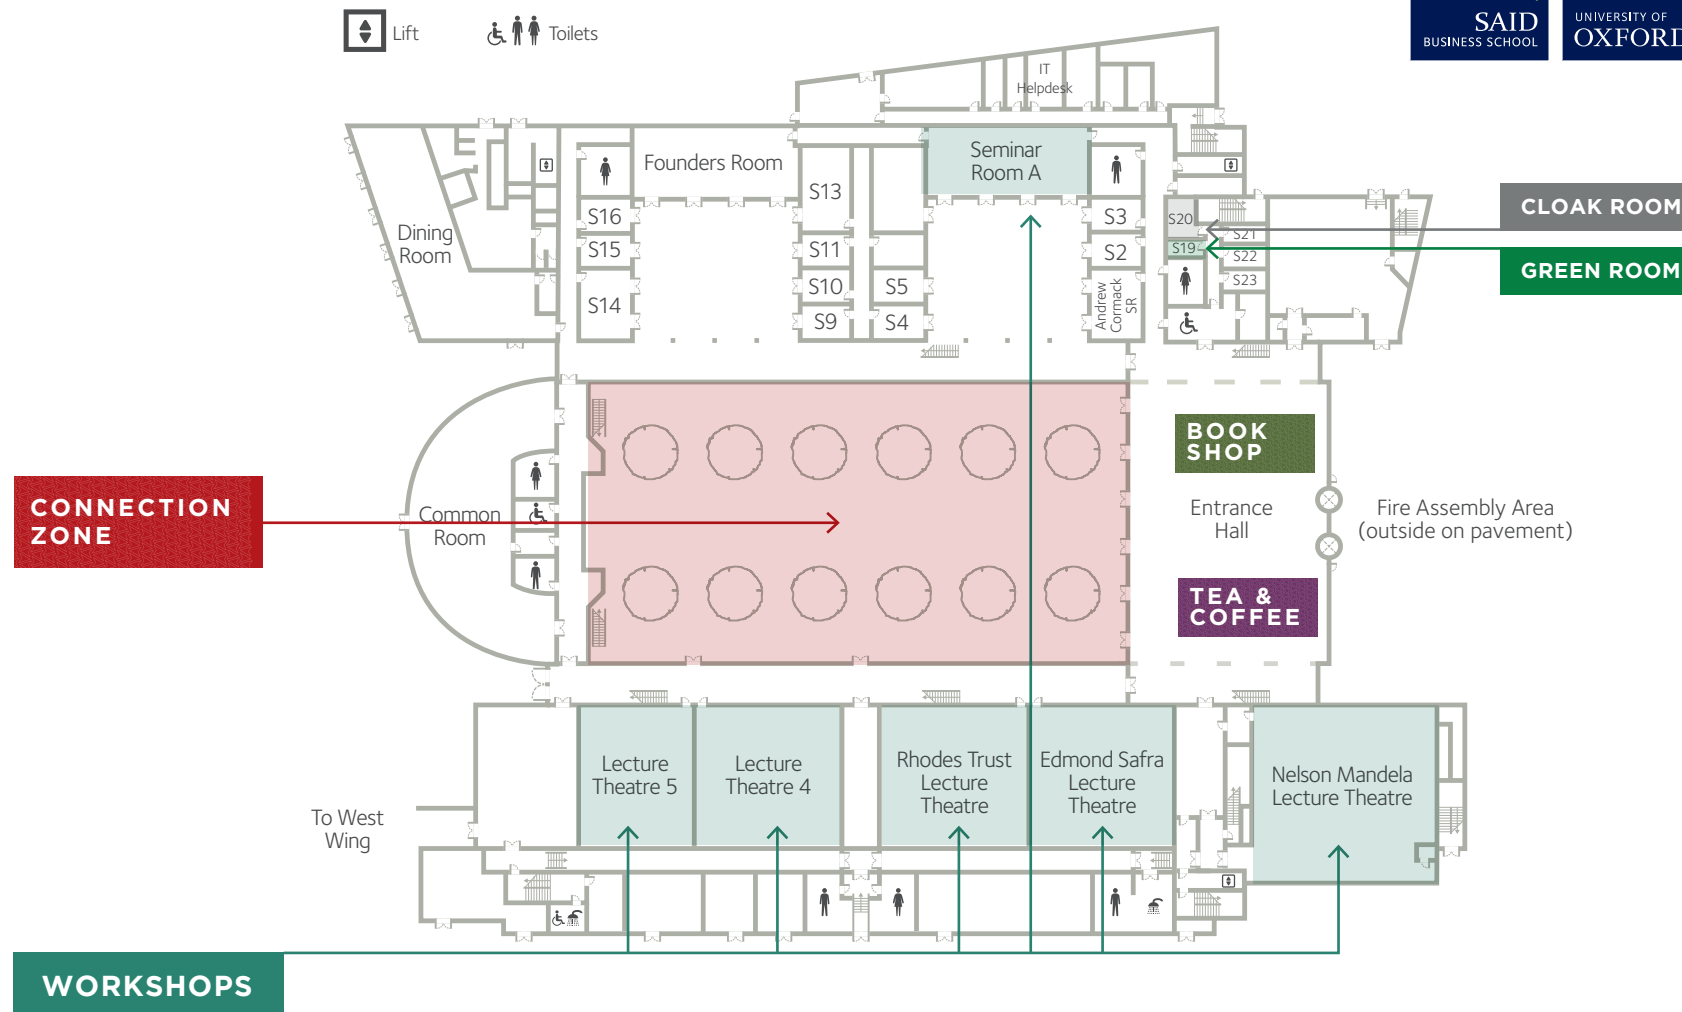 Lift
Toilets
SAID
BUSINESS SCHOOL
UNIVERSITY OF
OXFORD
IT
Helpdesk
Founders Room
Seminar
Room A
S13
S16
S15
S14
S11
S10
S9
S5
S4
S3
S2
Andrew
Cormack
SR
S20
S19
S21
S22
S23
CLOAK ROOM
GREEN ROOM
Dining
Room
BOOK
SHOP
CONNECTION
ZONE
Common
Room
Entrance
Hall
Fire Assembly Area
(outside on pavement)
TEA &
COFFEE
Lecture
Theatre 5
Lecture
Theatre 4
Rhodes Trust
Lecture
Theatre
Edmond Safra
Lecture
Theatre
Nelson Mandela
Lecture Theatre
To West
Wing
WORKSHOPS